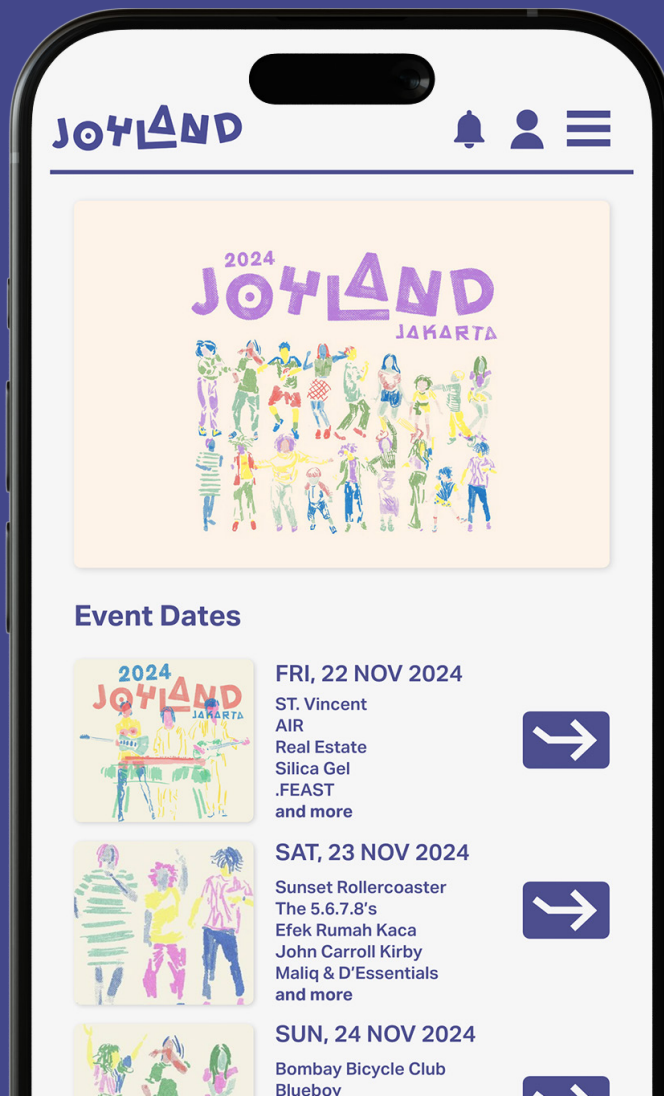 JOYLAND
2024
JOYLAND
JAKARTA
Event Dates
2024
JOYLAND
JAKARTA
FRI, 22 NOV 2024
ST. Vincent
AIR
Real Estate
Silica Gel
.FEAST
and more
SAT, 23 NOV 2024
Sunset Rollercoaster
The 5.6.7.8's
Efek Rumah Kaca
John Carroll Kirby
Maliq & D'Essentials
and more
SUN, 24 NOV 2024
Bombay Bicycle Club
Blueboy